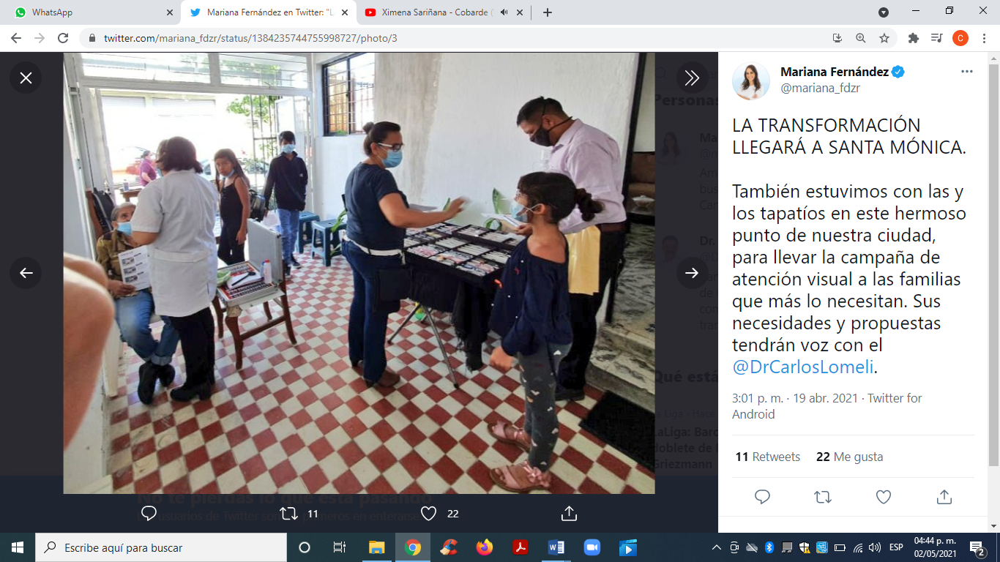 WhatsApp
Mariana Fernández en Twitter: "L
Ximena Sariñana - Cobarde
twitter.com/mariana_fdzr/status/1384235744755998727/photo/3
C
Personas
Qué está
LaLiga: Barc
doblete de
Griezmann
No te pierdas lo que está pasando
Los usuarios de Twitter son los primeros en enterarse.
11
22
Mariana Fernández
@mariana_fdzr
LA TRANSFORMACIÓN
LLEGARÁ A SANTA MÓNICA.
También estuvimos con las y
los tapatíos en este hermoso
punto de nuestra ciudad,
para llevar la campaña de
atención visual a las familias
que más lo necesitan. Sus
necesidades y propuestas
tendrán voz con el
@DrCarlosLomeli.
3:01 p. m. · 19 abr. 2021 · Twitter for
Android
11 Retweets 22 Me gusta
Escribe aquí para buscar
ESP
04:44 p. m.
02/05/2021
2